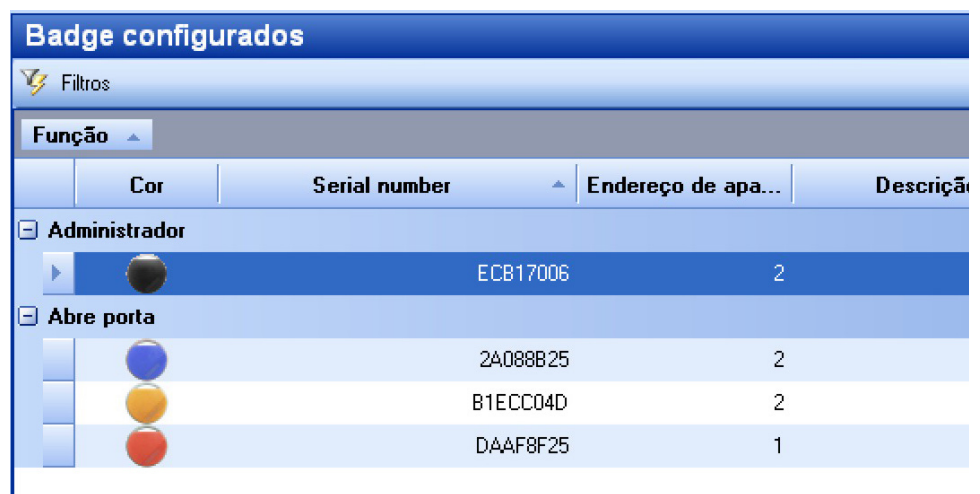 Badge configurados
Filtros
Função
Cor Serial number Endereço de apa... Descrição
Administrador
ECB17006 2
Abre porta
2A088B25 2
B1ECC04D 2
DAAF8F25 1